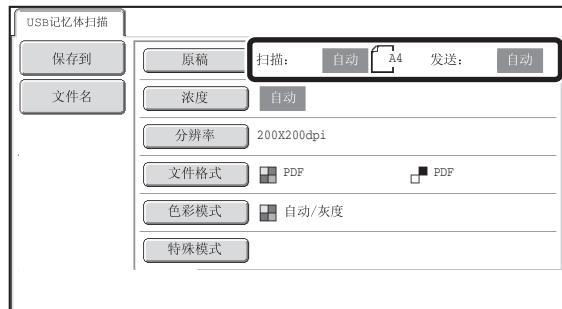 USB记忆体扫描
保存到
文件名
原稿 扫描： 自动 A4 发送： 自动
浓度 自动
分辨率 200X200dpi
文件格式 PDF PDF
色彩模式 自动/灰度
特殊模式